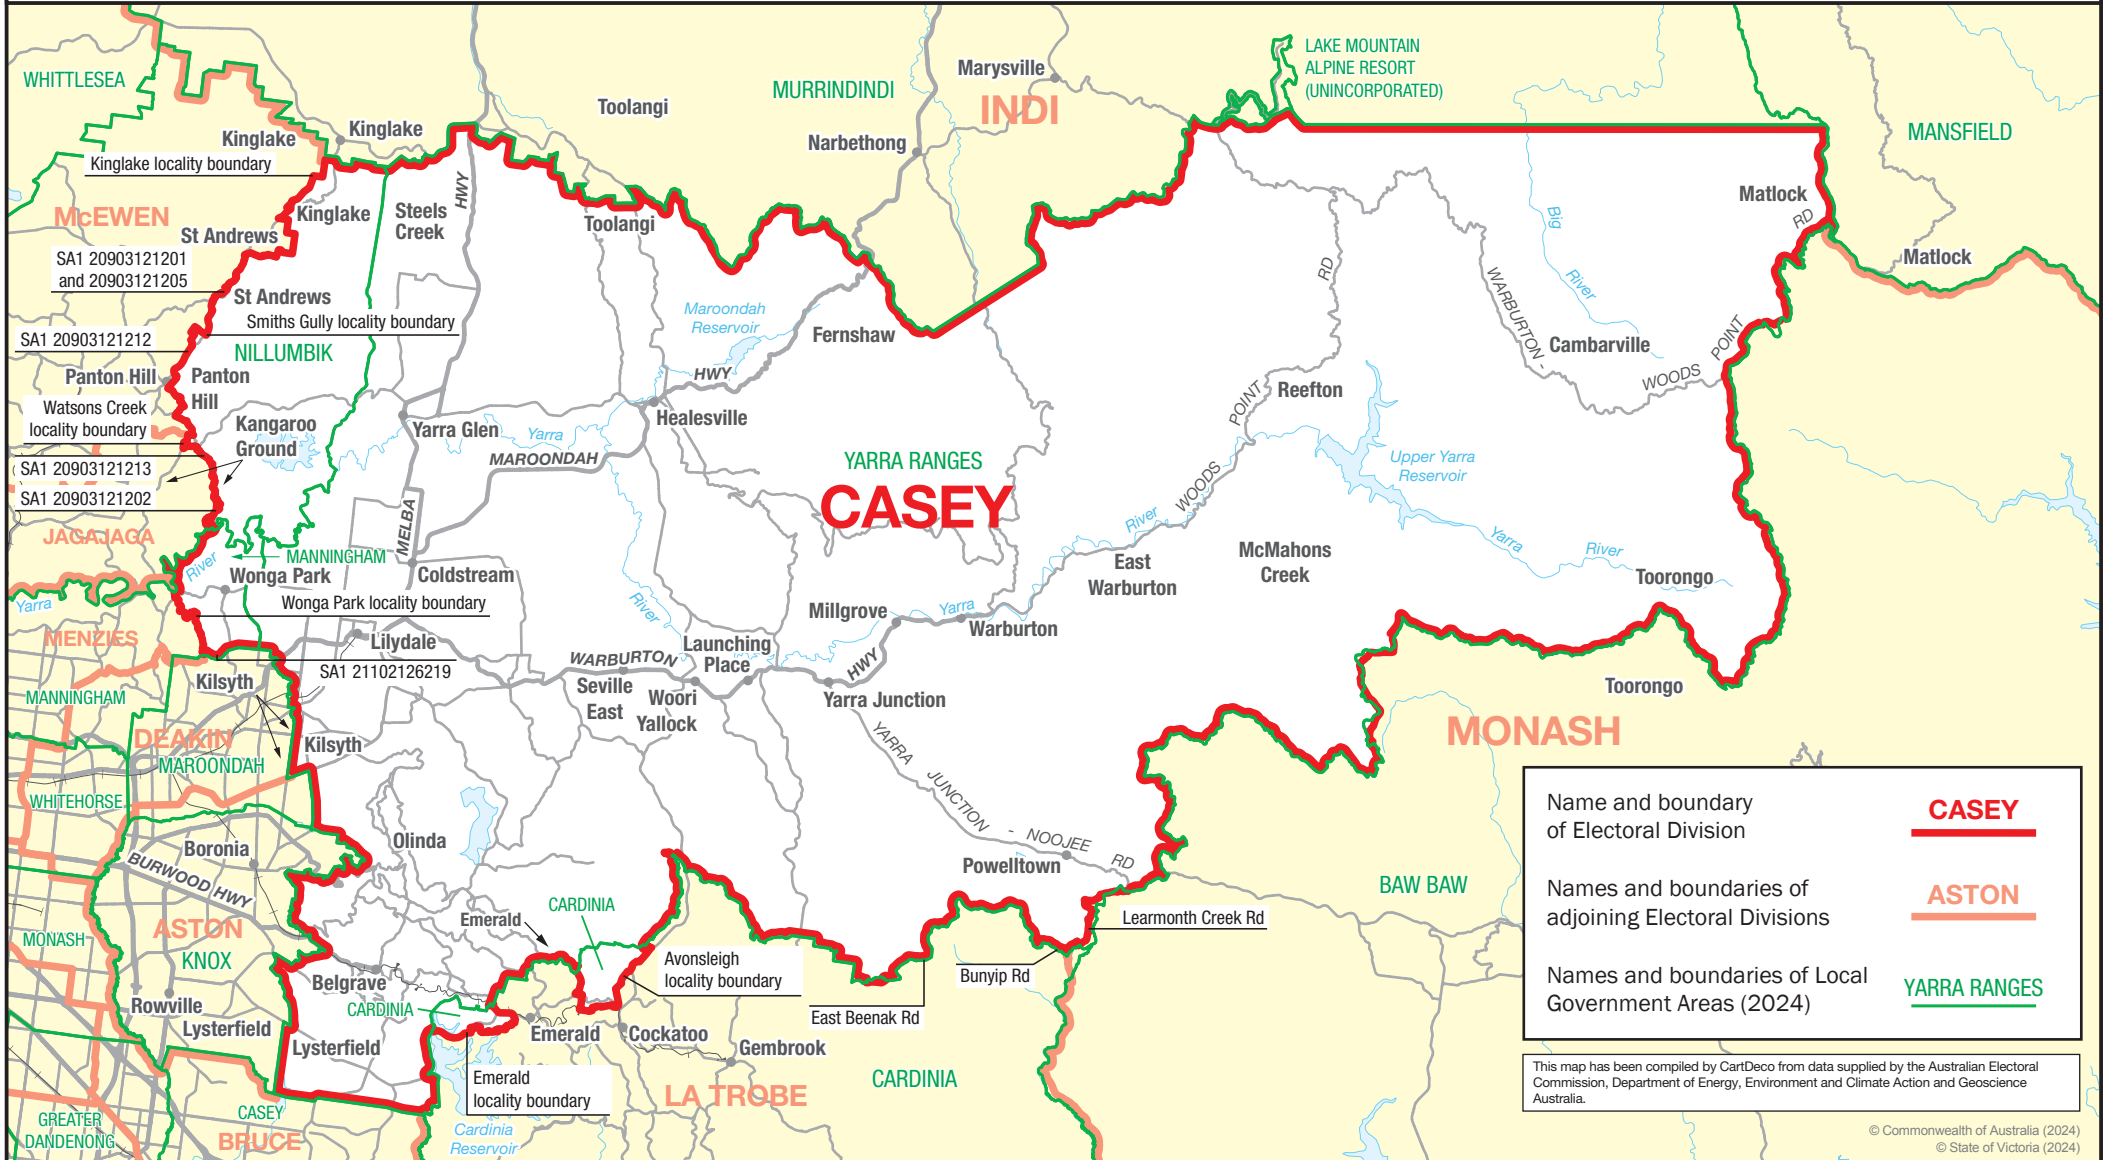 WHITTLESEA
MURRINDINDI
Marysville
INDI
LAKE MOUNTAIN
ALPINE RESORT
(UNINCORPORATED)
MANSFIELD
Toolangi
Kinglake
Kinglake
Narbethong
Kinglake locality boundary
HWY
McEWEN
Kinglake
Steels
Creek
Toolangi
Matlock
RD
Big
River
St Andrews
SA1 20903121201
and 20903121205
Matlock
RD
WARBURTON -
St Andrews
Smiths Gully locality boundary
Maroondah
Reservoir
Fernshaw
SA1 20903121212
NILLUMBIK
Cambarville
POINT
WOODS
Panton Hill
Panton
Hill
HWY
Reefton
POINT
Watsons Creek
locality boundary
Kangaroo
Ground
Yarra Glen
Yarra
Healesville
MAROONDAH
YARRA RANGES
CASEY
Upper Yarra
Reservoir
SA1 20903121213
SA1 20903121202
WOODS
River
JAGAJAGA
MELBA
MANNINGHAM
River
Wonga Park
Coldstream
Wonga Park locality boundary
East
Warburton
McMahons
Creek
Yarra
River
Toorongo
Yarra
MENZIES
River
Millgrove
Yarra
Warburton
Lilydale
Launching
Place
WARBURTON
HWY
SA1 21102126219
Kilsyth
MANNINGHAM
Seville
East
Woori
Yallock
Yarra Junction
Toorongo
MONASH
DEAKIN
Kilsyth
MAROONDAH
WHITEHORSE
YARRA
JUNCTION
-
NOOJEE
RD
Boronia
Olinda
Powelltown
BURWOOD HWY
BAW BAW
CARDINIA
Emerald
Learmonth Creek Rd
ASTON
MONASH
KNOX
Belgrave
Avonsleigh
locality boundary
Bunyip Rd
Rowville
CARDINIA
East Beenak Rd
Lysterfield
Lysterfield
Emerald
Cockatoo
Gembrook
Emerald
locality boundary
LA TROBE
CARDINIA
CASEY
GREATER
DANDENONG
BRUCE
Cardinia
Reservoir
Name and boundary
of Electoral Division
CASEY
Names and boundaries of
adjoining Electoral Divisions
ASTON
Names and boundaries of Local
Government Areas (2024)
YARRA RANGES
This map has been compiled by CartDeco from data supplied by the Australian Electoral
Commission, Department of Energy, Environment and Climate Action and Geoscience
Australia.
© Commonwealth of Australia (2024)
© State of Victoria (2024)